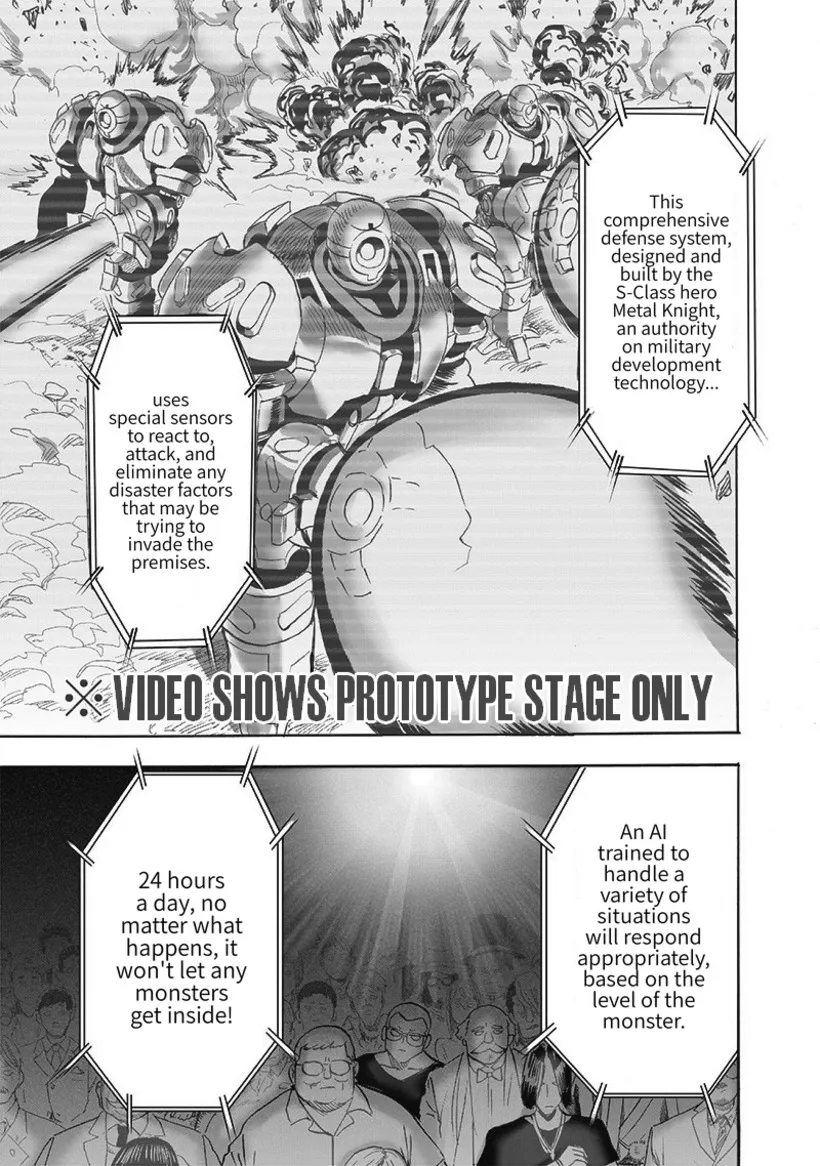 This
comprehensive
defense system,
designed and
built by the
S-Class hero
Metal Knight,
an authority
on military
development
technology...
uses
special sensors
to react to,
attack, and
eliminate any
disaster factors
that may be
trying to
invade the
premises.
※ VIDEO SHOWS PROTOTYPE STAGE ONLY
An AI
trained to
handle a
variety of
situations
will respond
appropriately,
based on the
level of the
monster.
24 hours
a day, no
matter what
happens, it
won't let any
monsters
get inside!